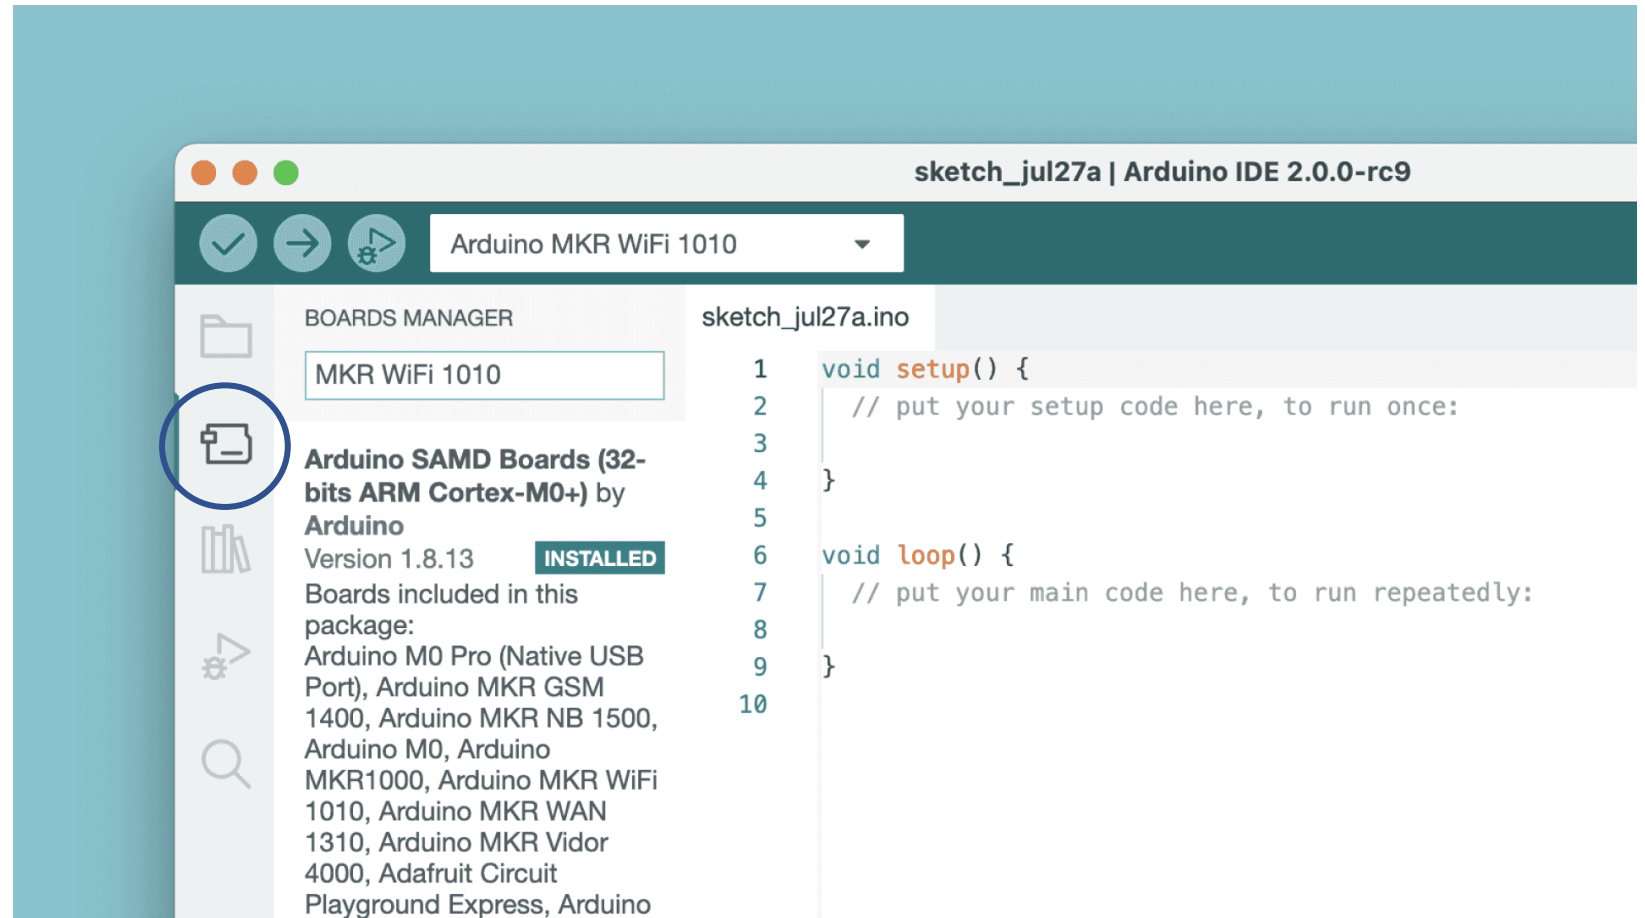 sketch_jul27a | Arduino IDE 2.0.0-rc9
Arduino MKR WiFi 1010
BOARDS MANAGER
MKR WiFi 1010
Arduino SAMD Boards (32-
bits ARM Cortex-M0+) by
Arduino
Version 1.8.13 INSTALLED
Boards included in this
package:
Arduino M0 Pro (Native USB
Port), Arduino MKR GSM
1400, Arduino MKR NB 1500,
Arduino M0, Arduino
MKR1000, Arduino MKR WiFi
1010, Arduino MKR WAN
1310, Arduino MKR Vidor
4000, Adafruit Circuit
Playground Express, Arduino
sketch_jul27a.ino
1 void setup() {
2 // put your setup code here, to run once:
3
4 }
5
6 void loop() {
7 // put your main code here, to run repeatedly:
8
9 }
10